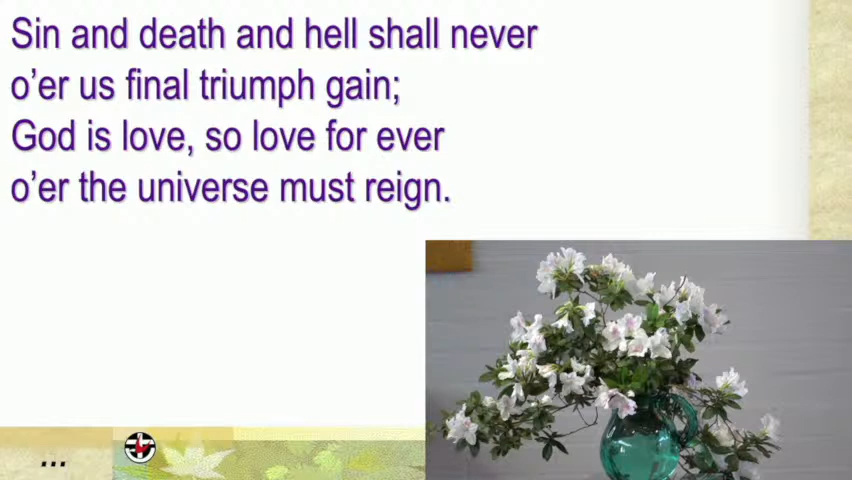 Sin and death and hell shall never
o’er us final triumph gain;
God is love, so love for ever
o’er the universe must reign.
...